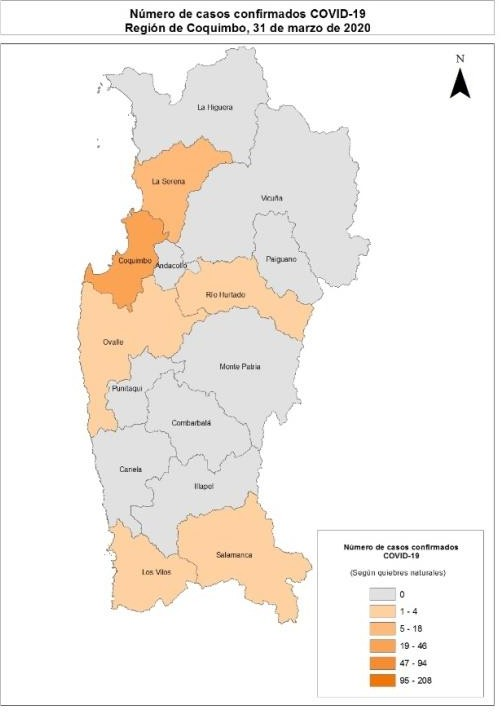 Número de casos confirmados COVID-19
Región de Coquimbo, 31 de marzo de 2020
N
La Higuera
La Serena
Vicuña
Coquimbo
Andacollo
Paiguano
Río Hurtado
Ovalle
Monte Patria
Punitaqui
Combarbalá
Canela
Illapel
Salamanca
Los Vilos
Número de casos confirmados
COVID-19
(Según quiebres naturales)
0
1 - 4
5 - 18
19 - 46
47 - 94
95 - 208